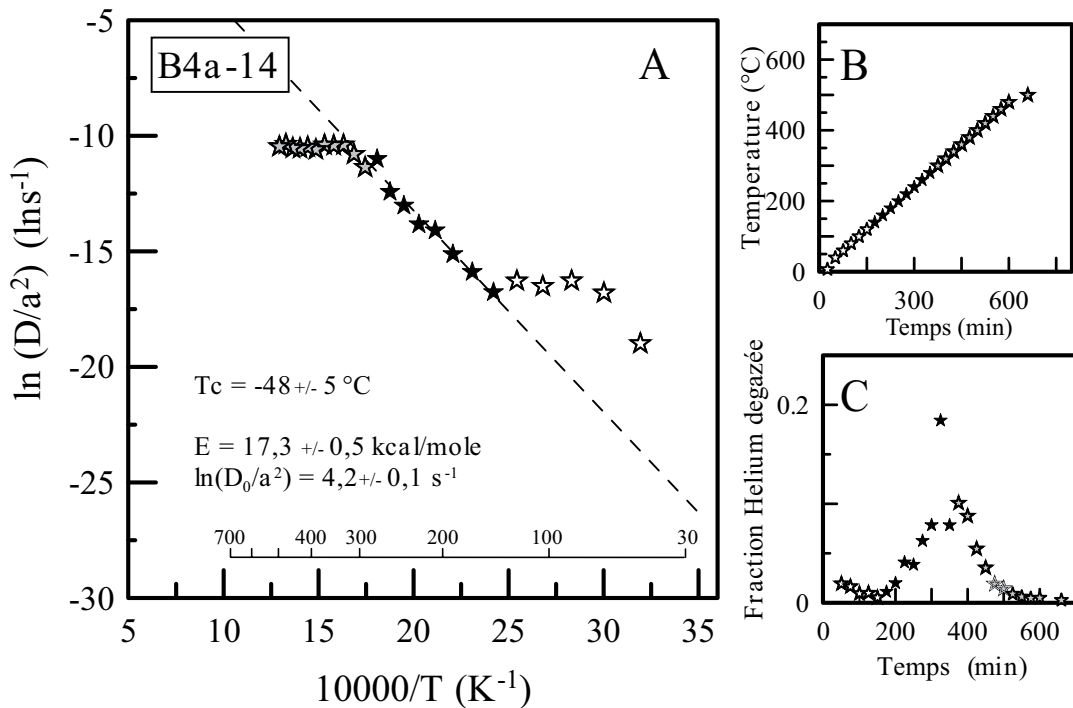 B4a-14
A
-5
-10
-15
-20
-25
-30
ln (D/a²) (lns⁻¹)
Tc = -48 +/- 5 °C
E = 17,3 +/- 0,5 kcal/mole
ln(D₀/a²) = 4,2 +/- 0,1 s⁻¹
700 400 300 200 100 30
5 10 15 20 25 30 35
10000/T (K⁻¹)
B
600
400
200
0
Temperature (°C)
0 300 600
Temps (min)
C
0,2
0
Fraction Helium degazée
0 200 400 600
Temps (min)